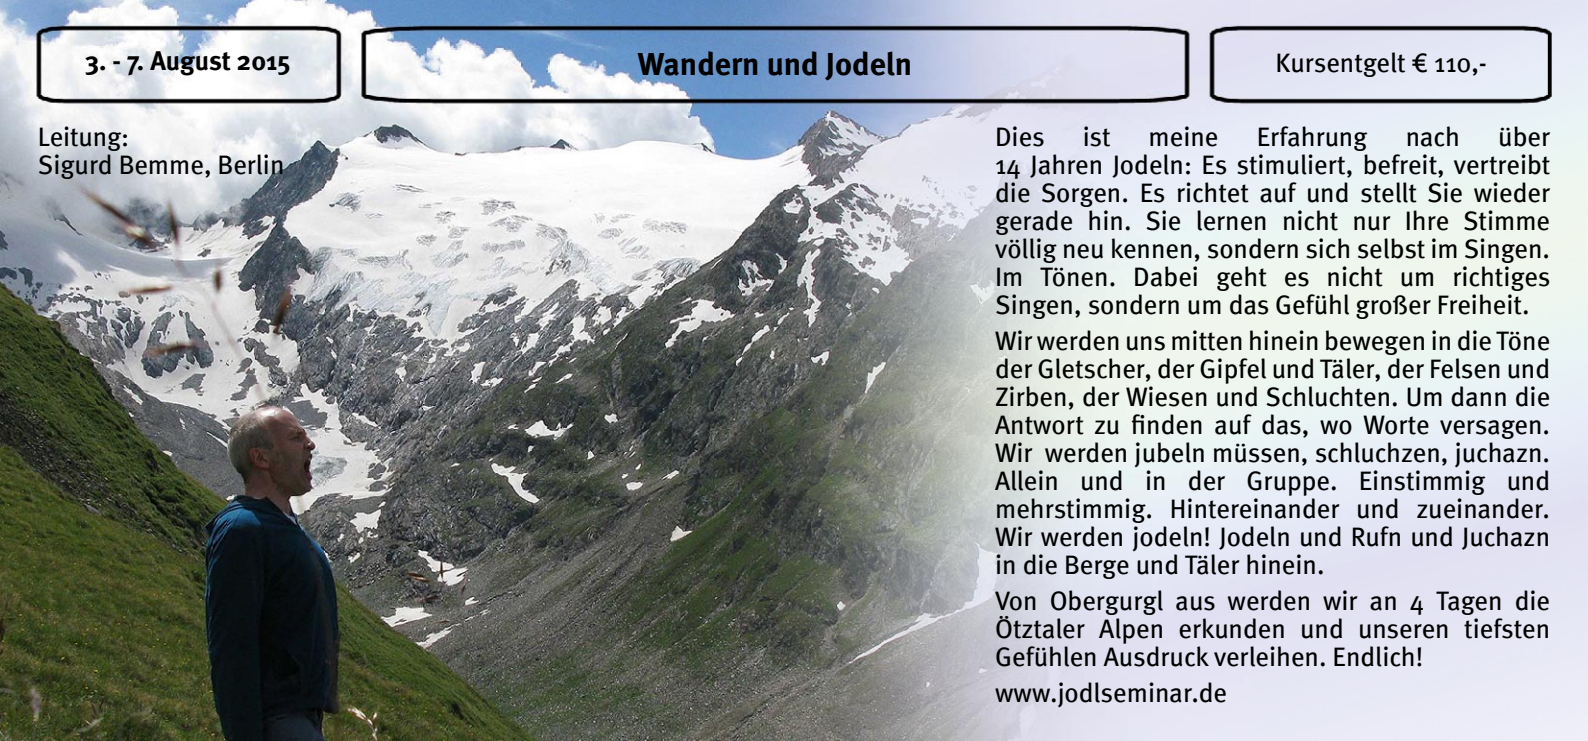 3. - 7. August 2015
Wandern und Jodeln
Kursentgelt € 110,-
Leitung:
Sigurd Bemme, Berlin
Dies ist meine Erfahrung nach über
14 Jahren Jodeln: Es stimuliert, befreit, vertreibt
die Sorgen. Es richtet auf und stellt Sie wieder
gerade hin. Sie lernen nicht nur Ihre Stimme
völlig neu kennen, sondern sich selbst im Singen.
Im Tönen. Dabei geht es nicht um richtiges
Singen, sondern um das Gefühl großer Freiheit.
Wir werden uns mitten hinein bewegen in die Töne
der Gletscher, der Gipfel und Täler, der Felsen und
Zirben, der Wiesen und Schluchten. Um dann die
Antwort zu finden auf das, wo Worte versagen.
Wir werden jubeln müssen, schluchzen, juchazn.
Allein und in der Gruppe. Einstimmig und
mehrstimmig. Hintereinander und zueinander.
Wir werden jodeln! Jodeln und Rufn und Juchazn
in die Berge und Täler hinein.
Von Obergurgl aus werden wir an 4 Tagen die
Ötztaler Alpen erkunden und unseren tiefsten
Gefühlen Ausdruck verleihen. Endlich!
www.jodlseminar.de